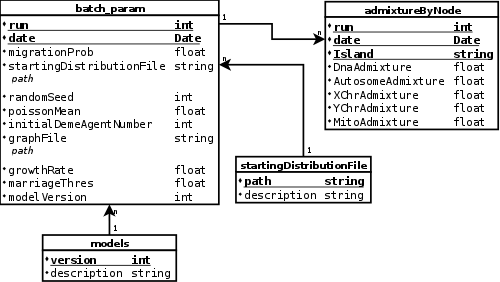 batch_param
run int
date Date
migrationProb float
startingDistributionFile string
path
randomSeed int
poissonMean float
initialDemeAgentNumber int
graphFile string
path
growthRate float
marriageThres float
modelVersion int
1
n
admixtureByNode
run int
date Date
Island string
DnaAdmixture float
AutosomeAdmixture float
XChrAdmixture float
YChrAdmixture float
MitoAdmixture float
n
1
startingDistributionFile
path string
description string
n
1
models
version int
description string